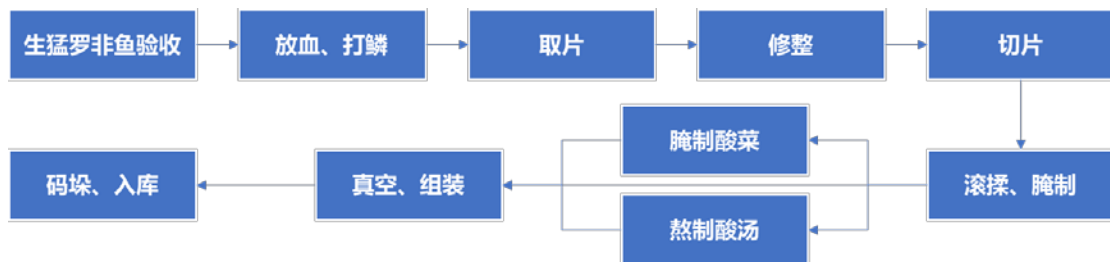 生猛罗非鱼验收
放血、打鳞
取片
修整
切片
滚揉、腌制
腌制酸菜
熬制酸汤
真空、组装
码垛、入库